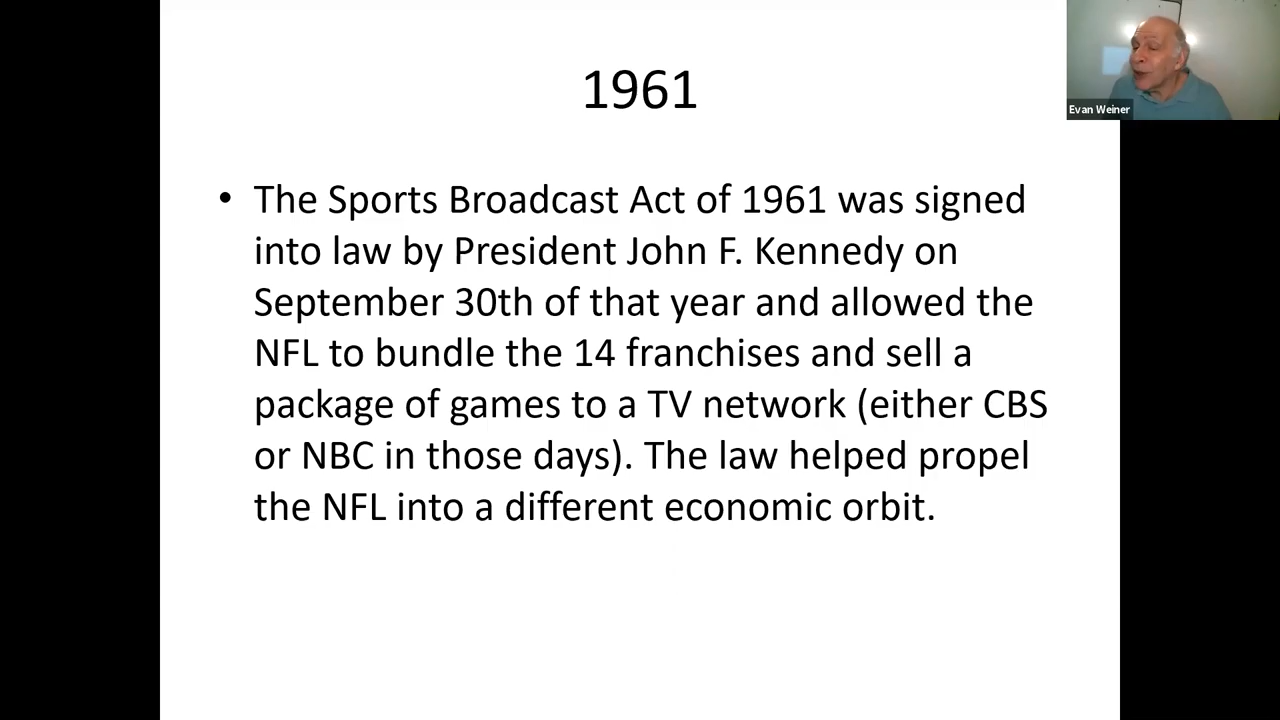 1961
Evan Weiner
• The Sports Broadcast Act of 1961 was signed
into law by President John F. Kennedy on
September 30th of that year and allowed the
NFL to bundle the 14 franchises and sell a
package of games to a TV network (either CBS
or NBC in those days). The law helped propel
the NFL into a different economic orbit.